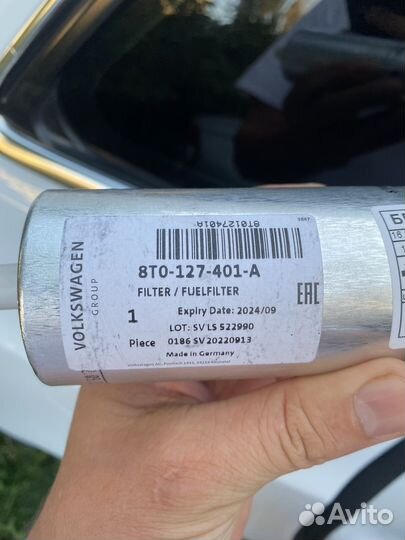 VOLKSWAGEN
GROUP
8T0127401A
3847
8T0-127-401-A
FILTER / FUELFILTER
1
Piece
Expiry Date: 2024/09
LOT: SV LS 522990
0186 SV 20220913
Made in Germany
EAC
Avito